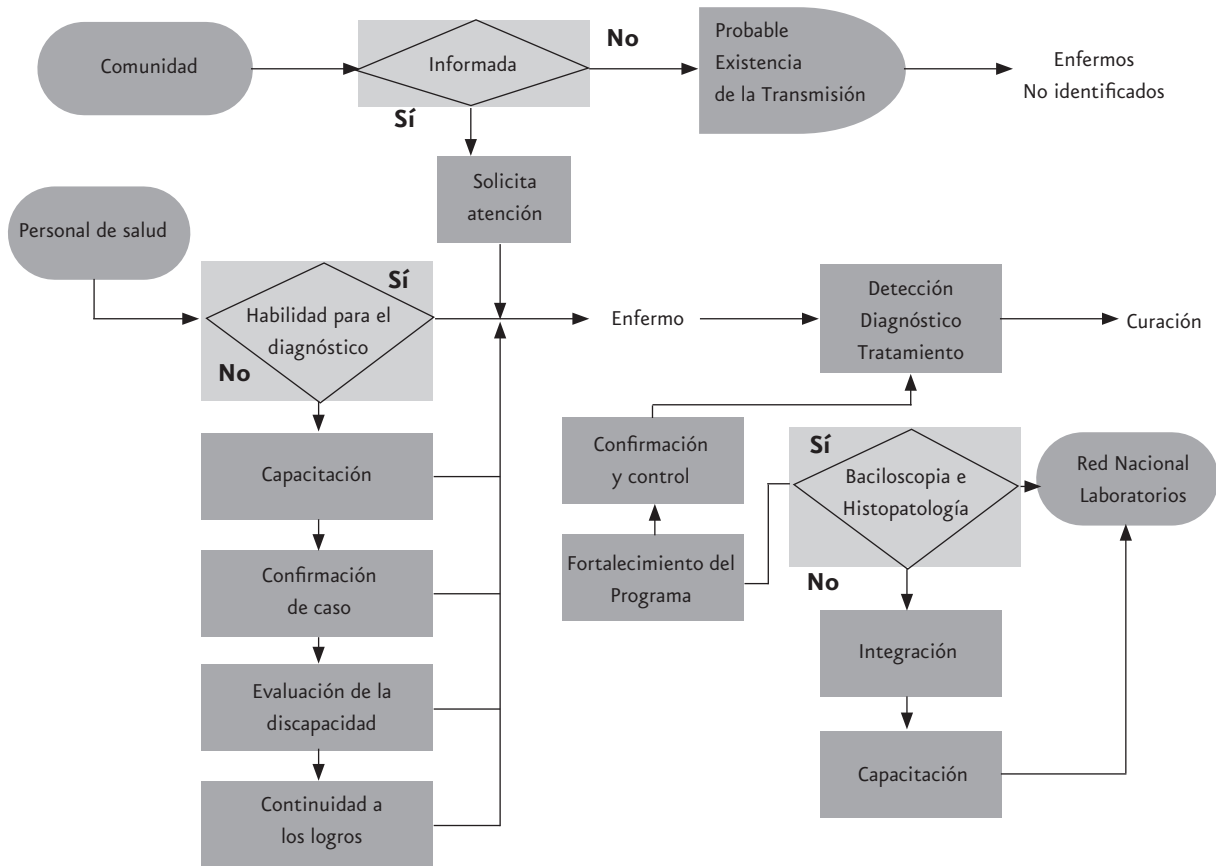 Comunidad
Informada
No
Probable
Existencia
de la Transmisión
Enfermos
No identificados
Sí
Solicita
atención
Personal de salud
Sí
Habilidad para el
diagnóstico
No
Enfermo
Detección
Diagnóstico
Tratamiento
Curación
Capacitación
Confirmación
de caso
Evaluación de la
discapacidad
Continuidad a
los logros
Confirmación
y control
Fortalecimiento del
Programa
Sí
Baciloscopia e
Histopatología
No
Red Nacional
Laboratorios
Integración
Capacitación